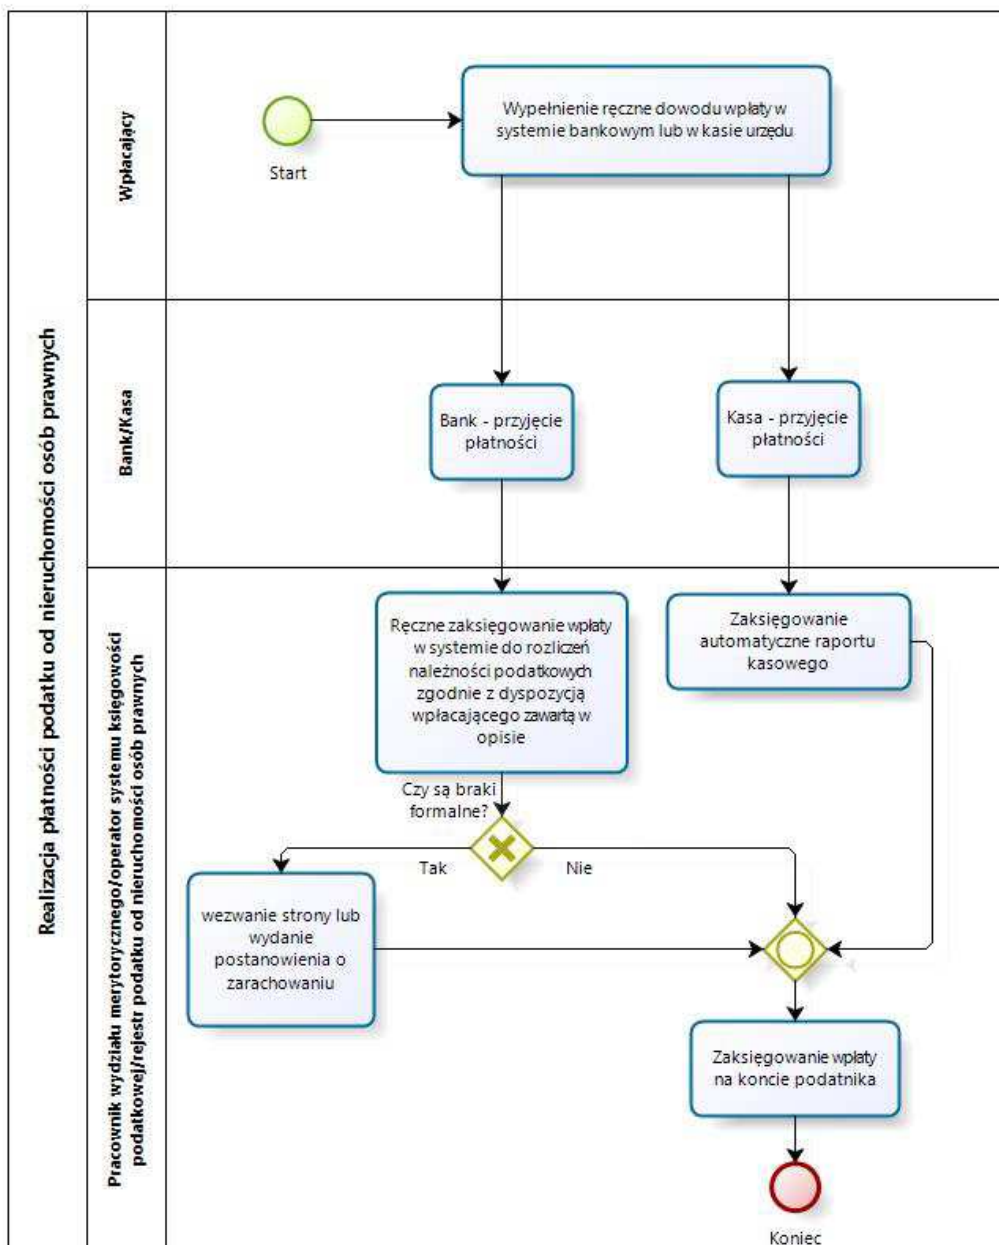 Realizacja płatności podatku od nieruchomości osób prawnych
Wpłacający
Start
Wypełnienie ręczne dowodu wpłaty w
systemie bankowym lub w kasie urzędu
Bank/Kasa
Bank - przyjęcie
płatności
Kasa - przyjęcie
płatności
Pracownik wydziału merytorycznego/operator systemu księgowości
podatkowej/rejestr podatku od nieruchomości osób prawnych
Ręczne zaksięgowanie wpłaty
w systemie do rozliczeń
należności podatkowych
zgodnie z dyspozycją
wpłacającego zawartą w
opisie
Zaksięgowanie
automatyczne raportu
kasowego
Czy są braki
formalne?
Tak
Nie
wezwanie strony lub
wydanie
postanowienia o
zarachowaniu
Zaksięgowanie wpłaty
na koncie podatnika
Koniec